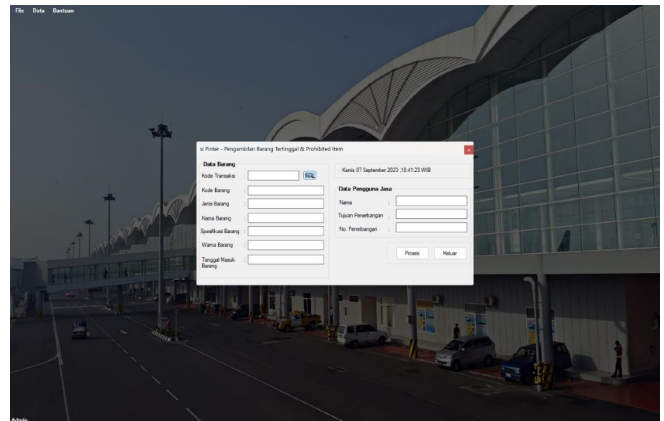 File Data Bantuan
si Pinter - Pengambilan Barang Tertinggal & Prohibited Item
Data Barang
Kode Transaksi :
Kode Barang :
Jenis Barang :
Nama Barang :
Spesifikasi Barang :
Warna Barang :
Tanggal Masuk Barang :
Kamis 07 September 2023 ,10:41:23 WIB
Data Pengguna Jasa
Nama :
Tujuan Penerbangan :
No. Penerbangan :
Proses Keluar
Admin